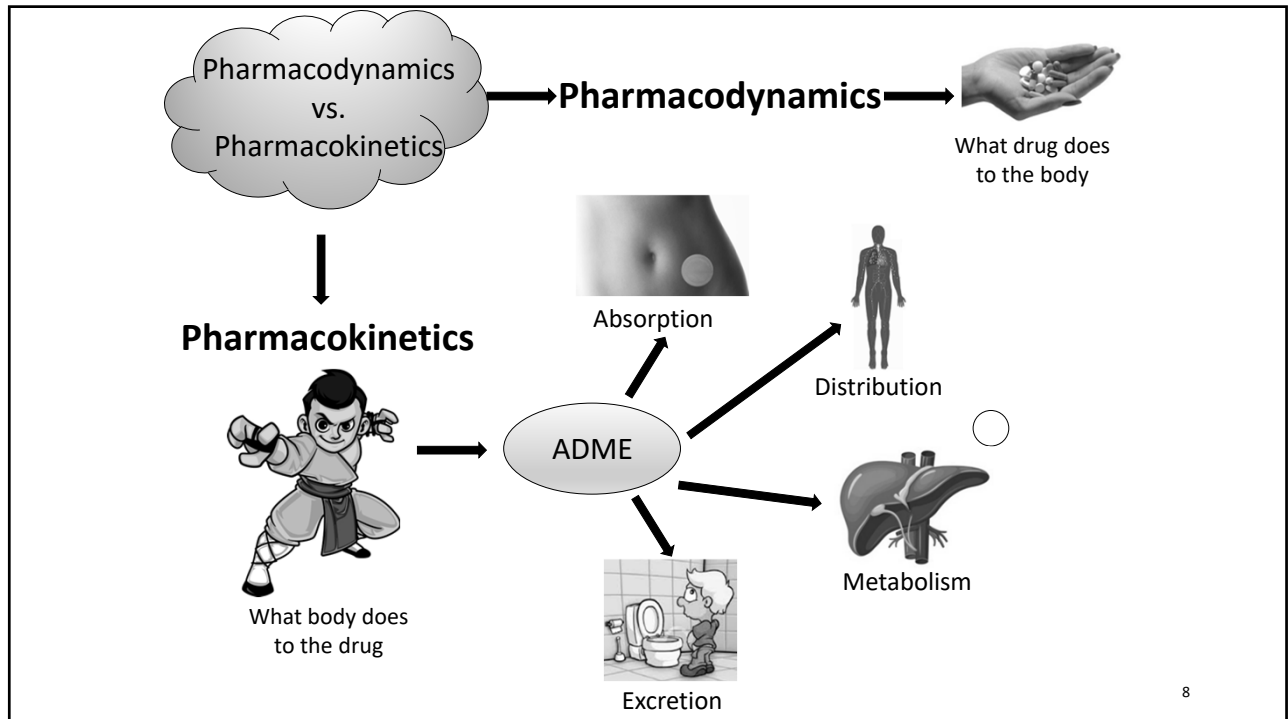 Pharmacodynamics
vs.
Pharmacokinetics
Pharmacodynamics
What drug does
to the body
Pharmacokinetics
What body does
to the drug
ADME
Absorption
Distribution
Metabolism
Excretion
8